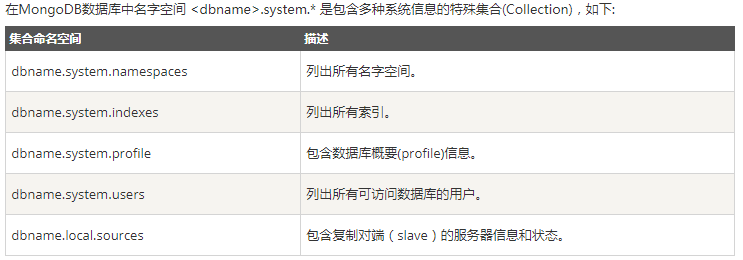 在MongoDB数据库中名字空间 <dbname>.system.* 是包含多种系统信息的特殊集合(Collection)，如下:
集合命名空间 描述
dbname.system.namespaces 列出所有名字空间。
dbname.system.indexes 列出所有索引。
dbname.system.profile 包含数据库概要(profile)信息。
dbname.system.users 列出所有可访问数据库的用户。
dbname.local.sources 包含复制对端（slave）的服务器信息和状态。